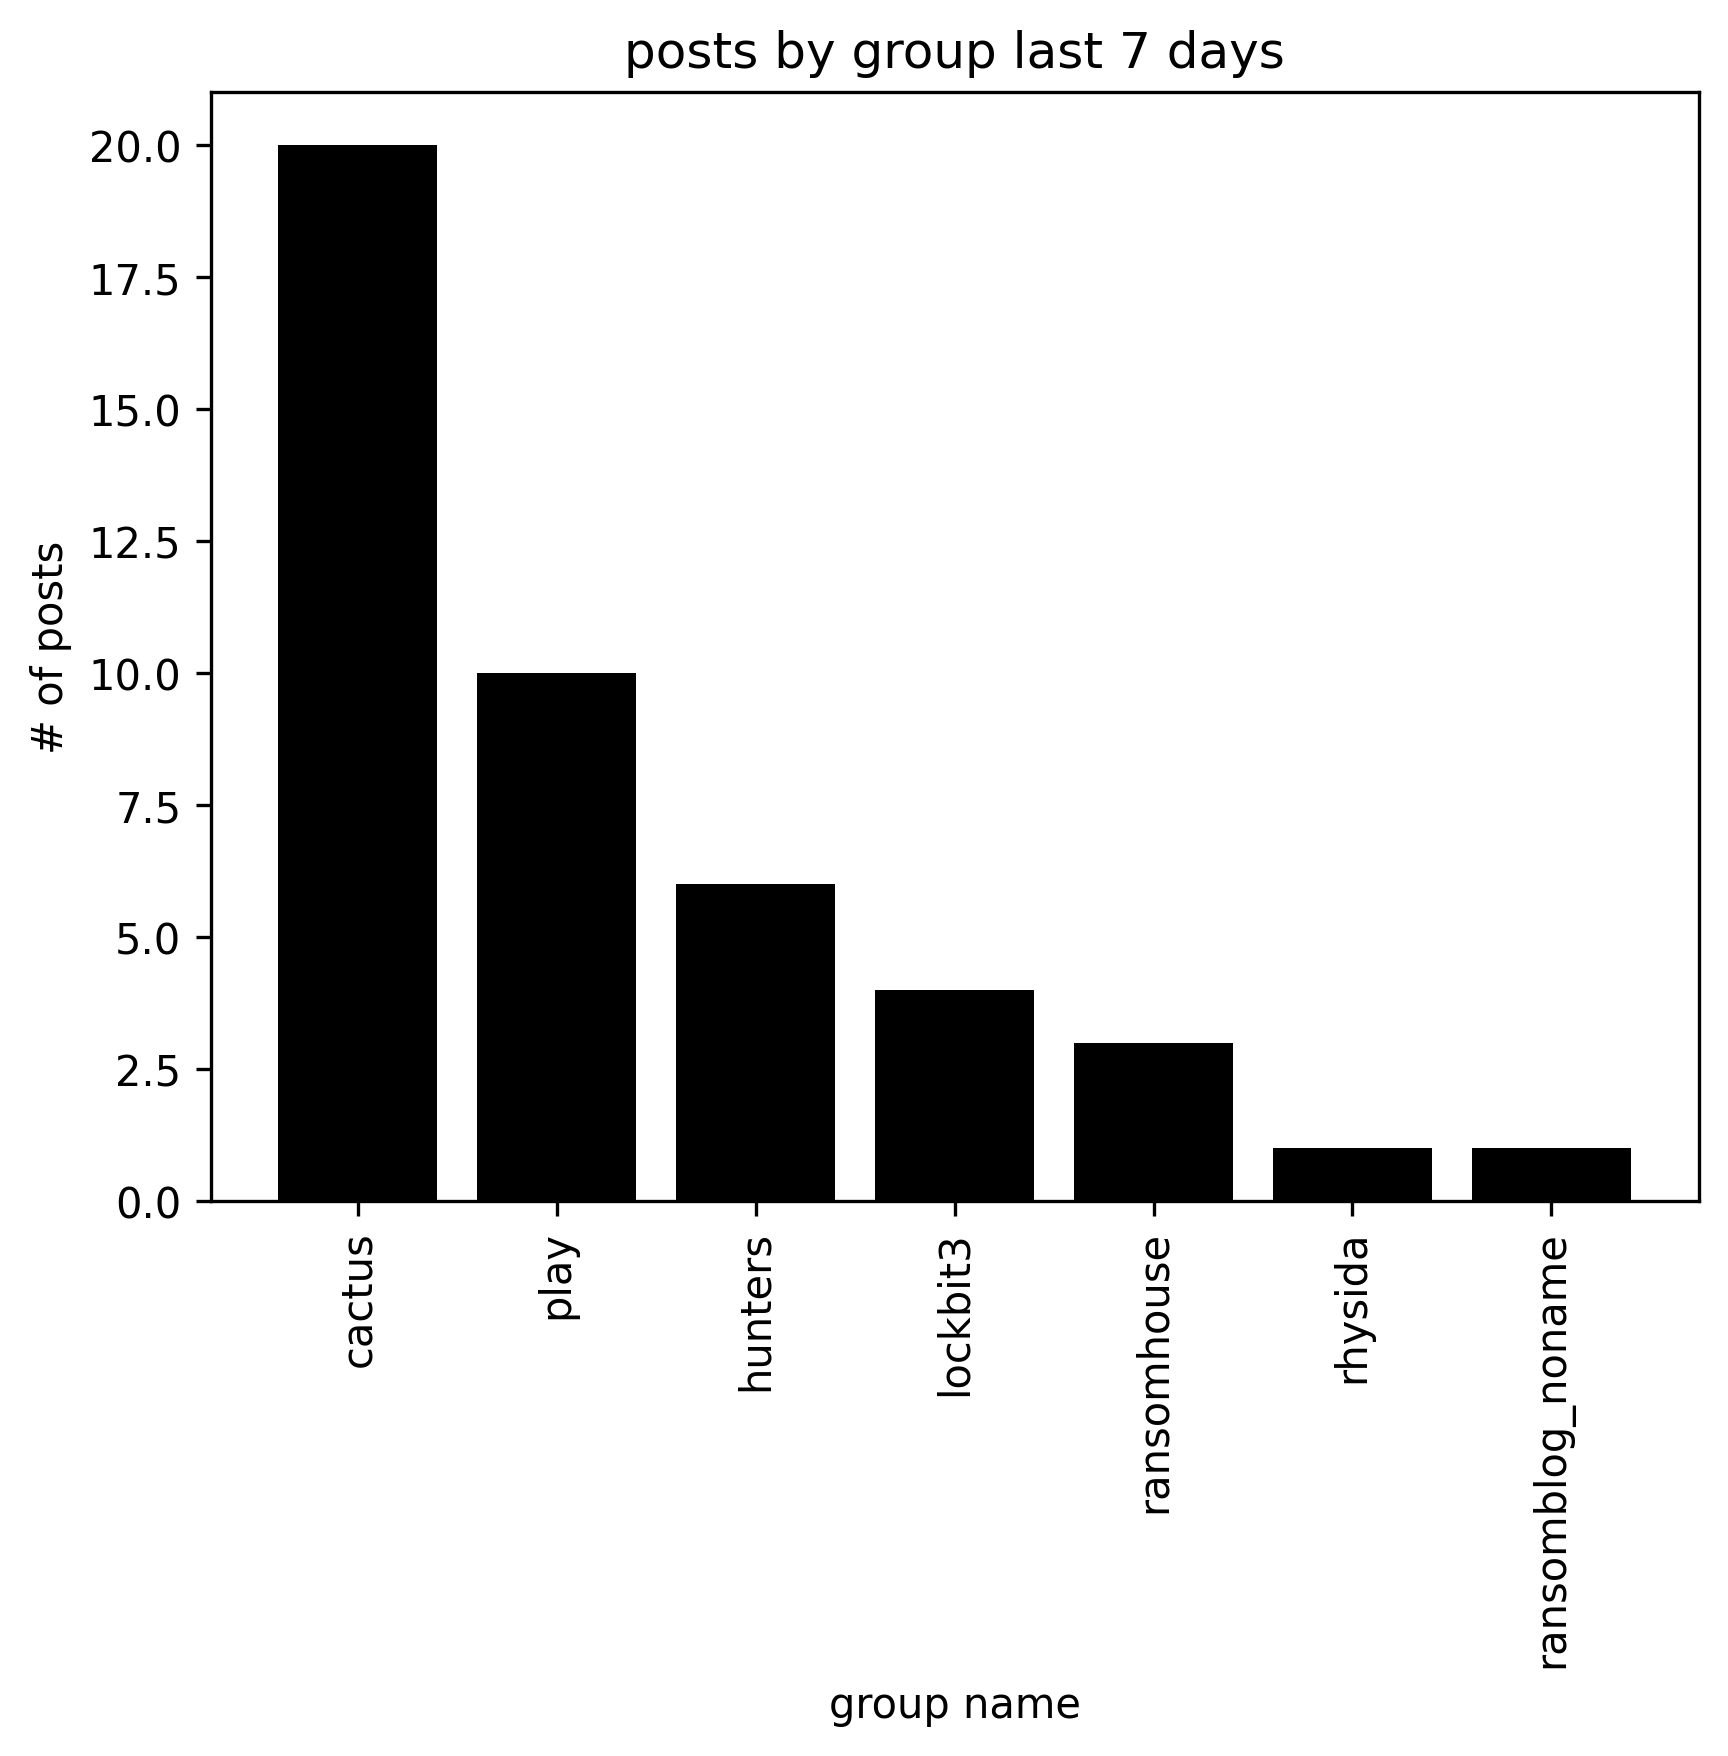 posts by group last 7 days
# of posts
20.0
17.5
15.0
12.5
10.0
7.5
5.0
2.5
0.0
cactus
play
hunters
lockbit3
ransomhouse
rhysida
ransomblog_noname
group name